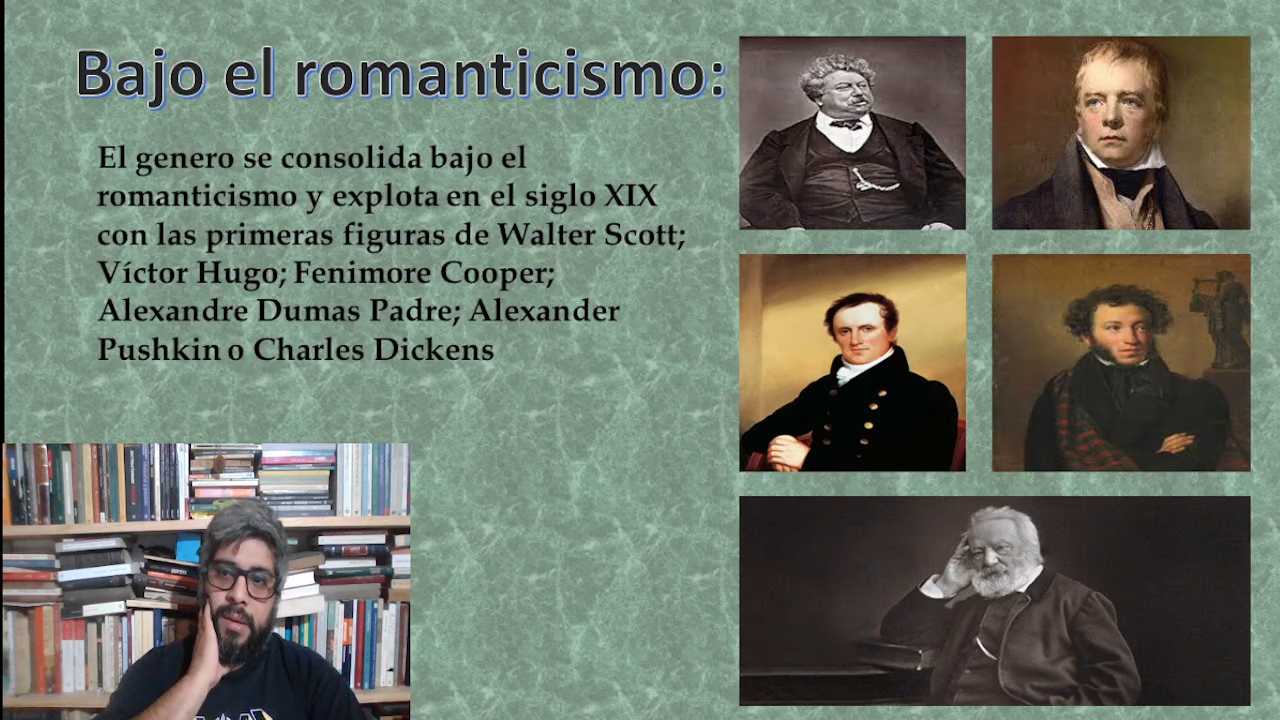 Bajo el romanticismo:
El genero se consolida bajo el
romanticismo y explota en el siglo XIX
con las primeras figuras de Walter Scott;
Víctor Hugo; Fenimore Cooper;
Alexandre Dumas Padre; Alexander
Pushkin o Charles Dickens